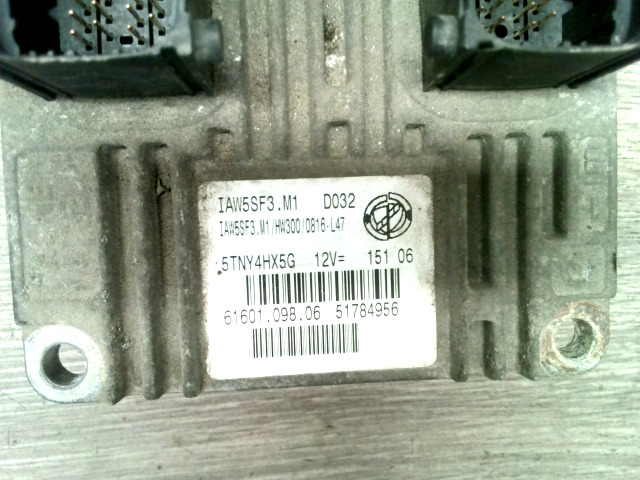 IAW5SF3.M1 D032
IAW5SF3.M1/HW300/0816-L47
5TNY4HX5G 12V= 151 06
61601.098.06 51784956